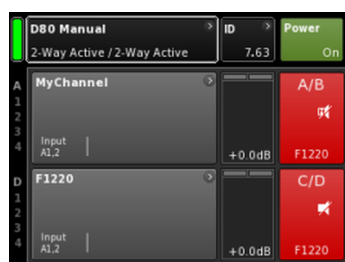 D80 Manual
2-Way Active / 2-Way Active
ID
7.63
Power
On
A
1
2
3
4
MyChannel
Input
A1,2
+0.0dB
A/B
F1220
D
1
2
3
4
F1220
Input
A1,2
+0.0dB
C/D
F1220